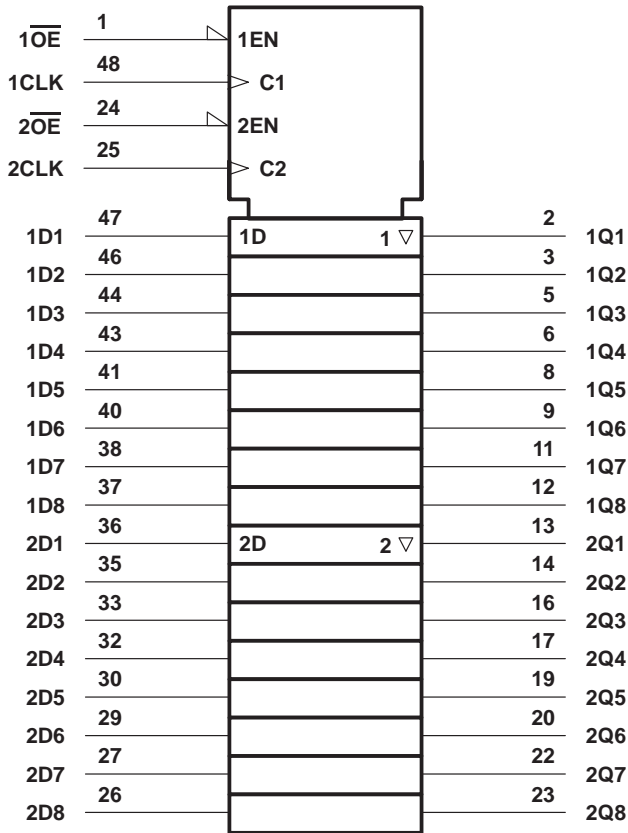 1O̅E̅ 1 1EN
1CLK 48 C1
2O̅E̅ 24 2EN
2CLK 25 C2
1D1 47 1D 1 ▽ 2 1Q1
1D2 46 3 1Q2
1D3 44 5 1Q3
1D4 43 6 1Q4
1D5 41 8 1Q5
1D6 40 9 1Q6
1D7 38 11 1Q7
1D8 37 12 1Q8
2D1 36 2D 2 ▽ 13 2Q1
2D2 35 14 2Q2
2D3 33 16 2Q3
2D4 32 17 2Q4
2D5 30 19 2Q5
2D6 29 20 2Q6
2D7 27 22 2Q7
2D8 26 23 2Q8